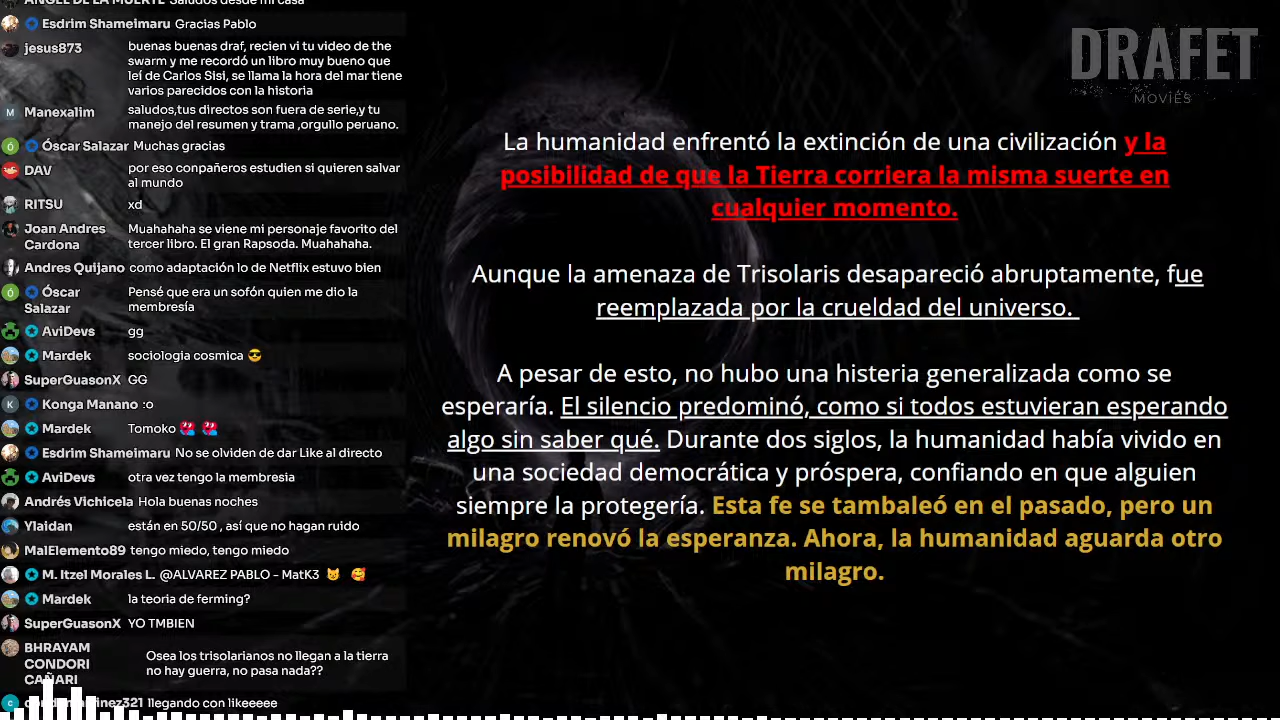 ANGEL DE LA MUERTE Saludos desde mi casa
Esdrim Shameimaru Gracias Pablo
jesus873 buenas buenas draf, recien vi tu video de the
swarm y me recordó un libro muy bueno que
leí de Carlos Sisi, se llama la hora del mar tiene
varios parecidos con la historia
M Manexalim saludos,tus directos son fuera de serie,y tu
manejo del resumen y trama ,orgullo peruano.
ó Óscar Salazar Muchas gracias
DAV por eso conpañeros estudien si quieren salvar
al mundo
RITSU xd
Joan Andres
Cardona
Muahahaha se viene mi personaje favorito del
tercer libro. El gran Rapsoda. Muahahaha.
Andres Quijano como adaptación lo de Netflix estuvo bien
ó Óscar
Salazar
Pensé que era un sofón quien me dio la
membresía
AviDevs gg
Mardek sociologia cosmica 😎
SuperGuasonX GG
K Konga Manano :o
Mardek Tomoko
Esdrim Shameimaru No se olviden de dar Like al directo
AviDevs otra vez tengo la membresia
Andrés Vichicela Hola buenas noches
Ylaidan están en 50/50 , así que no hagan ruido
MalElemento89 tengo miedo, tengo miedo
M. Itzel Morales L. @ALVAREZ PABLO - MatK3 😼 🥰
Mardek la teoria de ferming?
SuperGuasonX YO TMBIEN
BHRAYAM
CONDORI
CAÑARI
Osea los trisolarianos no llegan a la tierra
no hay guerra, no pasa nada??
c llegando con likeeeee
DRAFET
MOVIES
La humanidad enfrentó la extinción de una civilización y la
posibilidad de que la Tierra corriera la misma suerte en
cualquier momento.
Aunque la amenaza de Trisolaris desapareció abruptamente, fue
reemplazada por la crueldad del universo.
A pesar de esto, no hubo una histeria generalizada como se
esperaría. El silencio predominó, como si todos estuvieran esperando
algo sin saber qué. Durante dos siglos, la humanidad había vivido en
una sociedad democrática y próspera, confiando en que alguien
siempre la protegería. Esta fe se tambaleó en el pasado, pero un
milagro renovó la esperanza. Ahora, la humanidad aguarda otro
milagro.